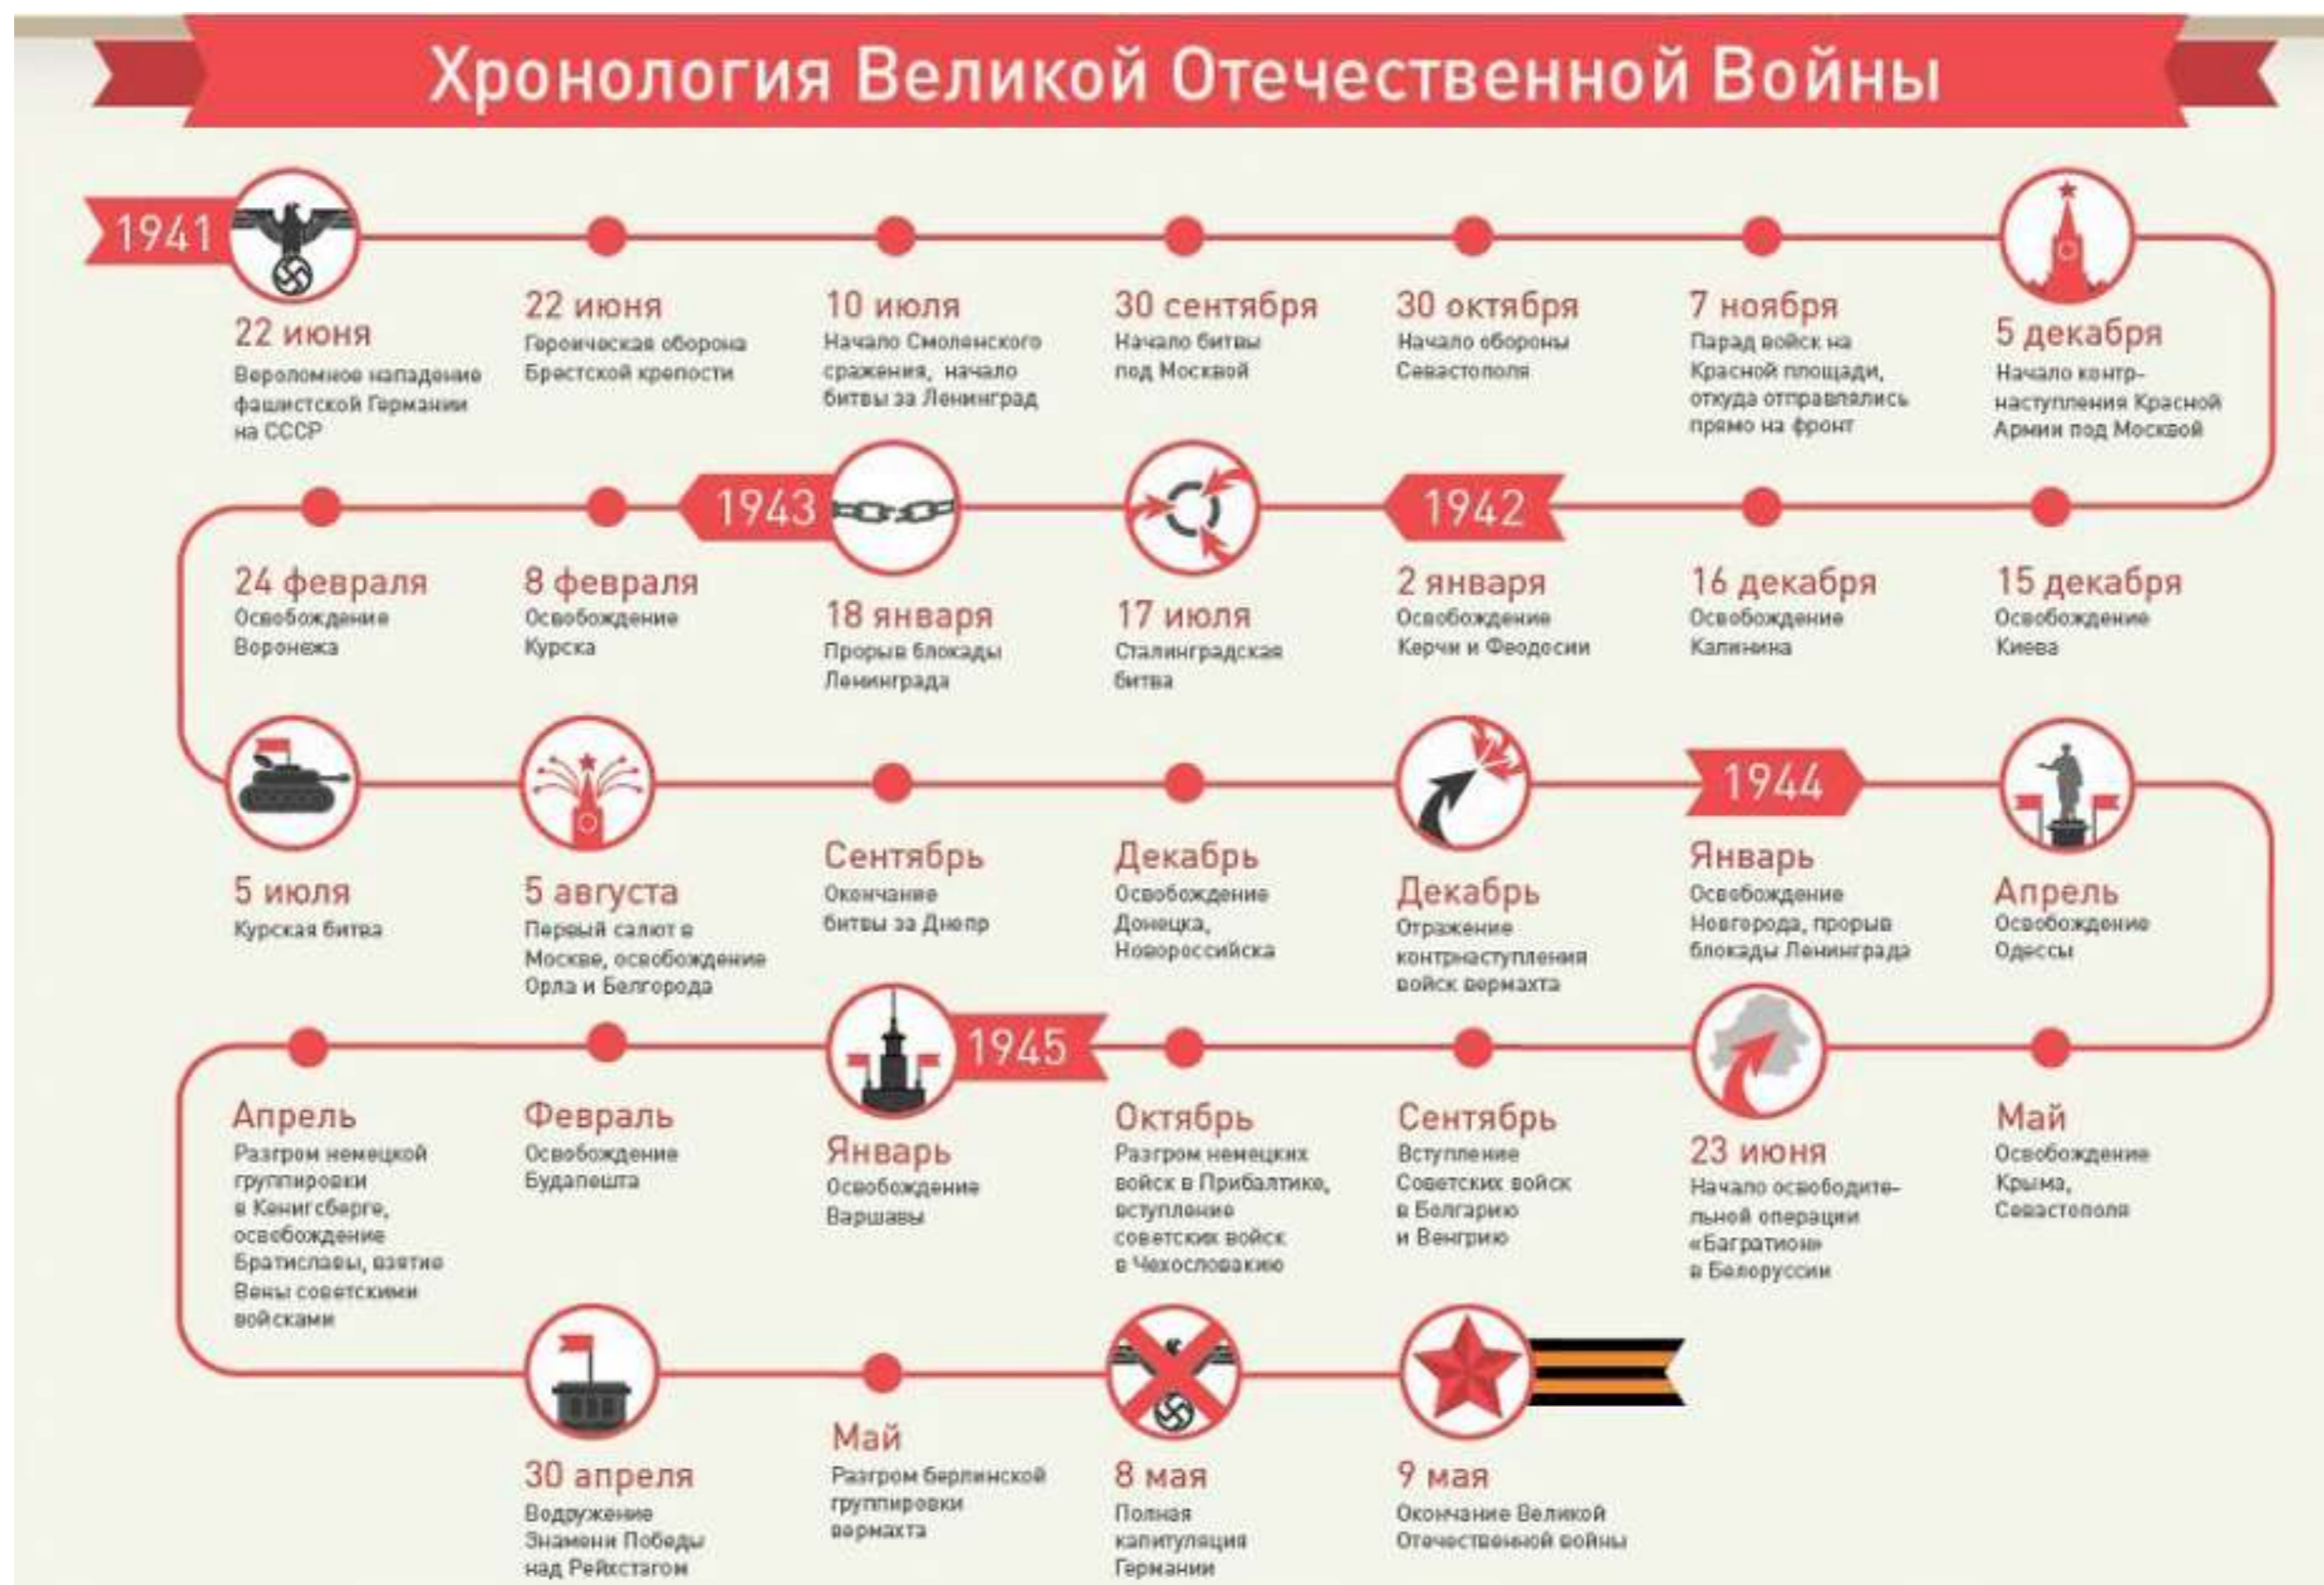 Хронология Великой Отечественной Войны
1941
22 июня
Вероломное нападение
фашистской Германии
на СССР
22 июня
Героическая оборона
Брестской крепости
10 июля
Начало Смоленского
сражения, начало
битвы за Ленинград
30 сентября
Начало битвы
под Москвой
30 октября
Начало обороны
Севастополя
7 ноября
Парад войск на
Красной площади,
откуда отправлялись
прямо на фронт
5 декабря
Начало контр-
наступления Красной
Армии под Москвой
24 февраля
Освобождение
Воронежа
8 февраля
Освобождение
Курска
1943
18 января
Прорыв блокады
Ленинграда
17 июля
Сталинградская
битва
1942
2 января
Освобождение
Керчи и Феодосии
16 декабря
Освобождение
Калинина
15 декабря
Освобождение
Киева
5 июля
Курская битва
5 августа
Первый салют в
Москве, освобождение
Орла и Белгорода
Сентябрь
Окончание
битвы за Днепр
Декабрь
Освобождение
Донецка,
Новороссийска
Декабрь
Отражение
контрнаступления
войск вермахта
1944
Январь
Освобождение
Новгорода, прорыв
блокады Ленинграда
Апрель
Освобождение
Одессы
Апрель
Разгром немецкой
группировки
в Кенигсберге,
освобождение
Братиславы, взятие
Вены советскими
войсками
Февраль
Освобождение
Будапешта
1945
Январь
Освобождение
Варшавы
Октябрь
Разгром немецких
войск в Прибалтике,
вступление
советских войск
в Чехословакию
Сентябрь
Вступление
Советских войск
в Болгарию
и Венгрию
23 июня
Начало освободите-
льной операции
«Багратион»
в Белоруссии
Май
Освобождение
Крыма,
Севастополя
30 апреля
Водружение
Знамени Победы
над Рейхстагом
Май
Разгром берлинской
группировки
вермахта
8 мая
Полная
капитуляция
Германии
9 мая
Окончание Великой
Отечественной войны